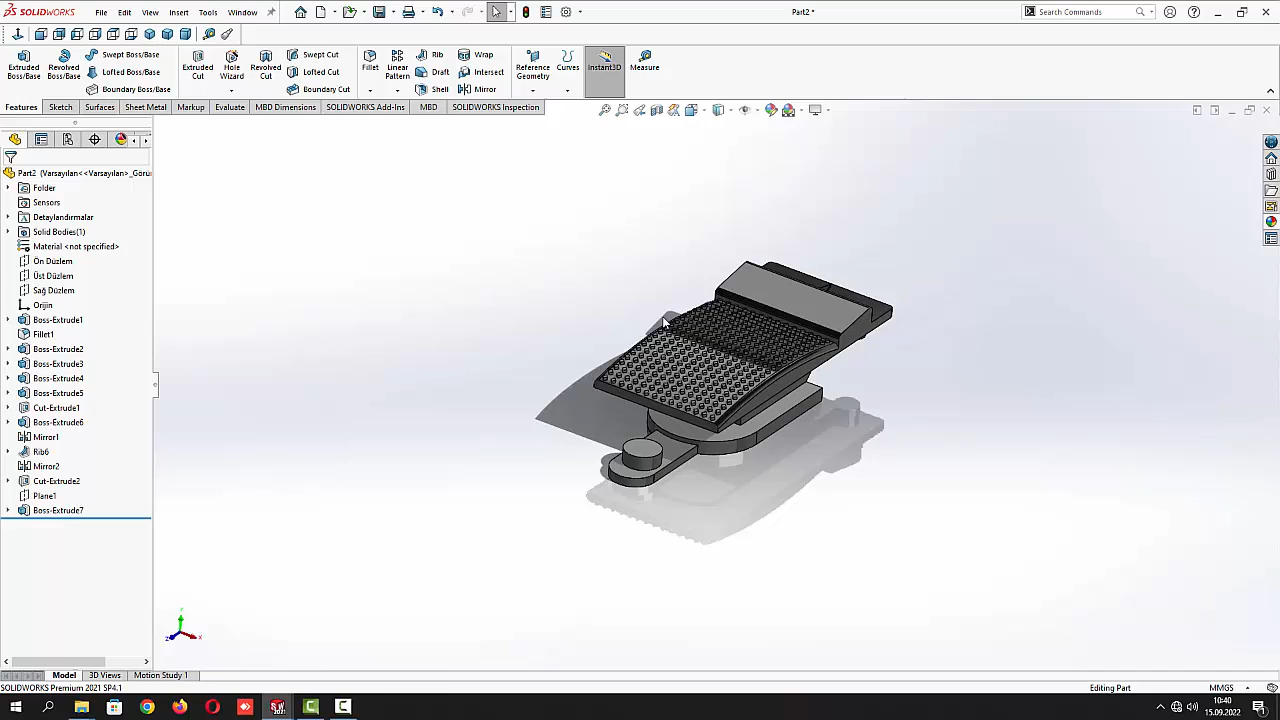 SOLIDWORKS File Edit View Insert Tools Window Part2 * Search Commands
Extruded Boss/Base Revolved Boss/Base Swept Boss/Base Lofted Boss/Base Boundary Boss/Base Extruded Cut Hole Wizard Revolved Cut Swept Cut Lofted Cut Boundary Cut Fillet Linear Pattern Rib Draft Shell Wrap Intersect Mirror Reference Geometry Curves Instant3D Measure
Features Sketch Surfaces Sheet Metal Markup Evaluate MBD Dimensions SOLIDWORKS Add-Ins MBD SOLIDWORKS Inspection
Part2 (Varsayılan<<Varsayılan>_Görü
Folder
Sensors
Detaylandırmalar
Solid Bodies(1)
Material <not specified>
Ön Düzlem
Üst Düzlem
Sağ Düzlem
Orijin
Boss-Extrude1
Fillet1
Boss-Extrude2
Boss-Extrude3
Boss-Extrude4
Boss-Extrude5
Cut-Extrude1
Boss-Extrude6
Mirror1
Rib6
Mirror2
Cut-Extrude2
Plane1
Boss-Extrude7
Model 3D Views Motion Study 1
SOLIDWORKS Premium 2021 SP4.1 Editing Part MMGS
10:40
15.09.2022